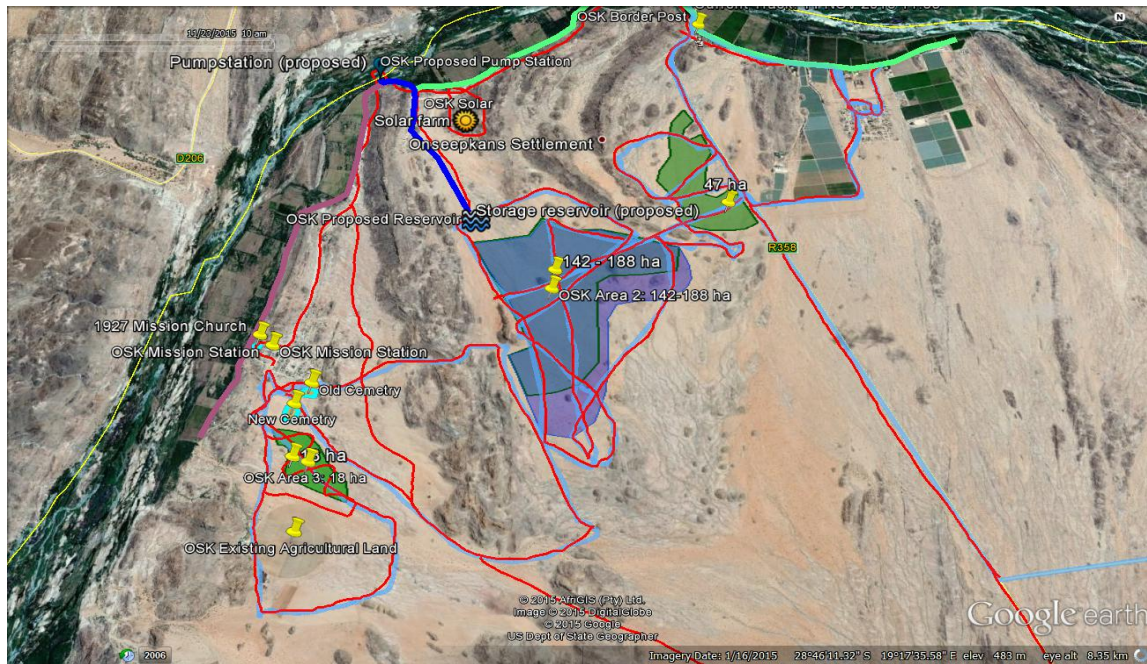 OSK Border Post
11/23/2015 10 am
N
Pumpstation (proposed)
OSK Proposed Pump Station
OSK Solar
Solar farm
Onseepkans Settlement
D206
47 ha
OSK Proposed Reservoir
Storage reservoir (proposed)
R358
142 - 188 ha
OSK Area 2: 142-188 ha
1927 Mission Church
OSK Mission Station
OSK Mission Station
Old Cemetry
New Cemetry
18 ha
OSK Area 3: 18 ha
OSK Existing Agricultural Land
© 2015 AfriGIS (Pty) Ltd.
Image © 2015 DigitalGlobe
© 2015 Google
US Dept of State Geographer
Google earth
2006
Imagery Date: 1/16/2015 28°46'11.32" S 19°17'35.58" E elev 483 m eye alt 8.35 km